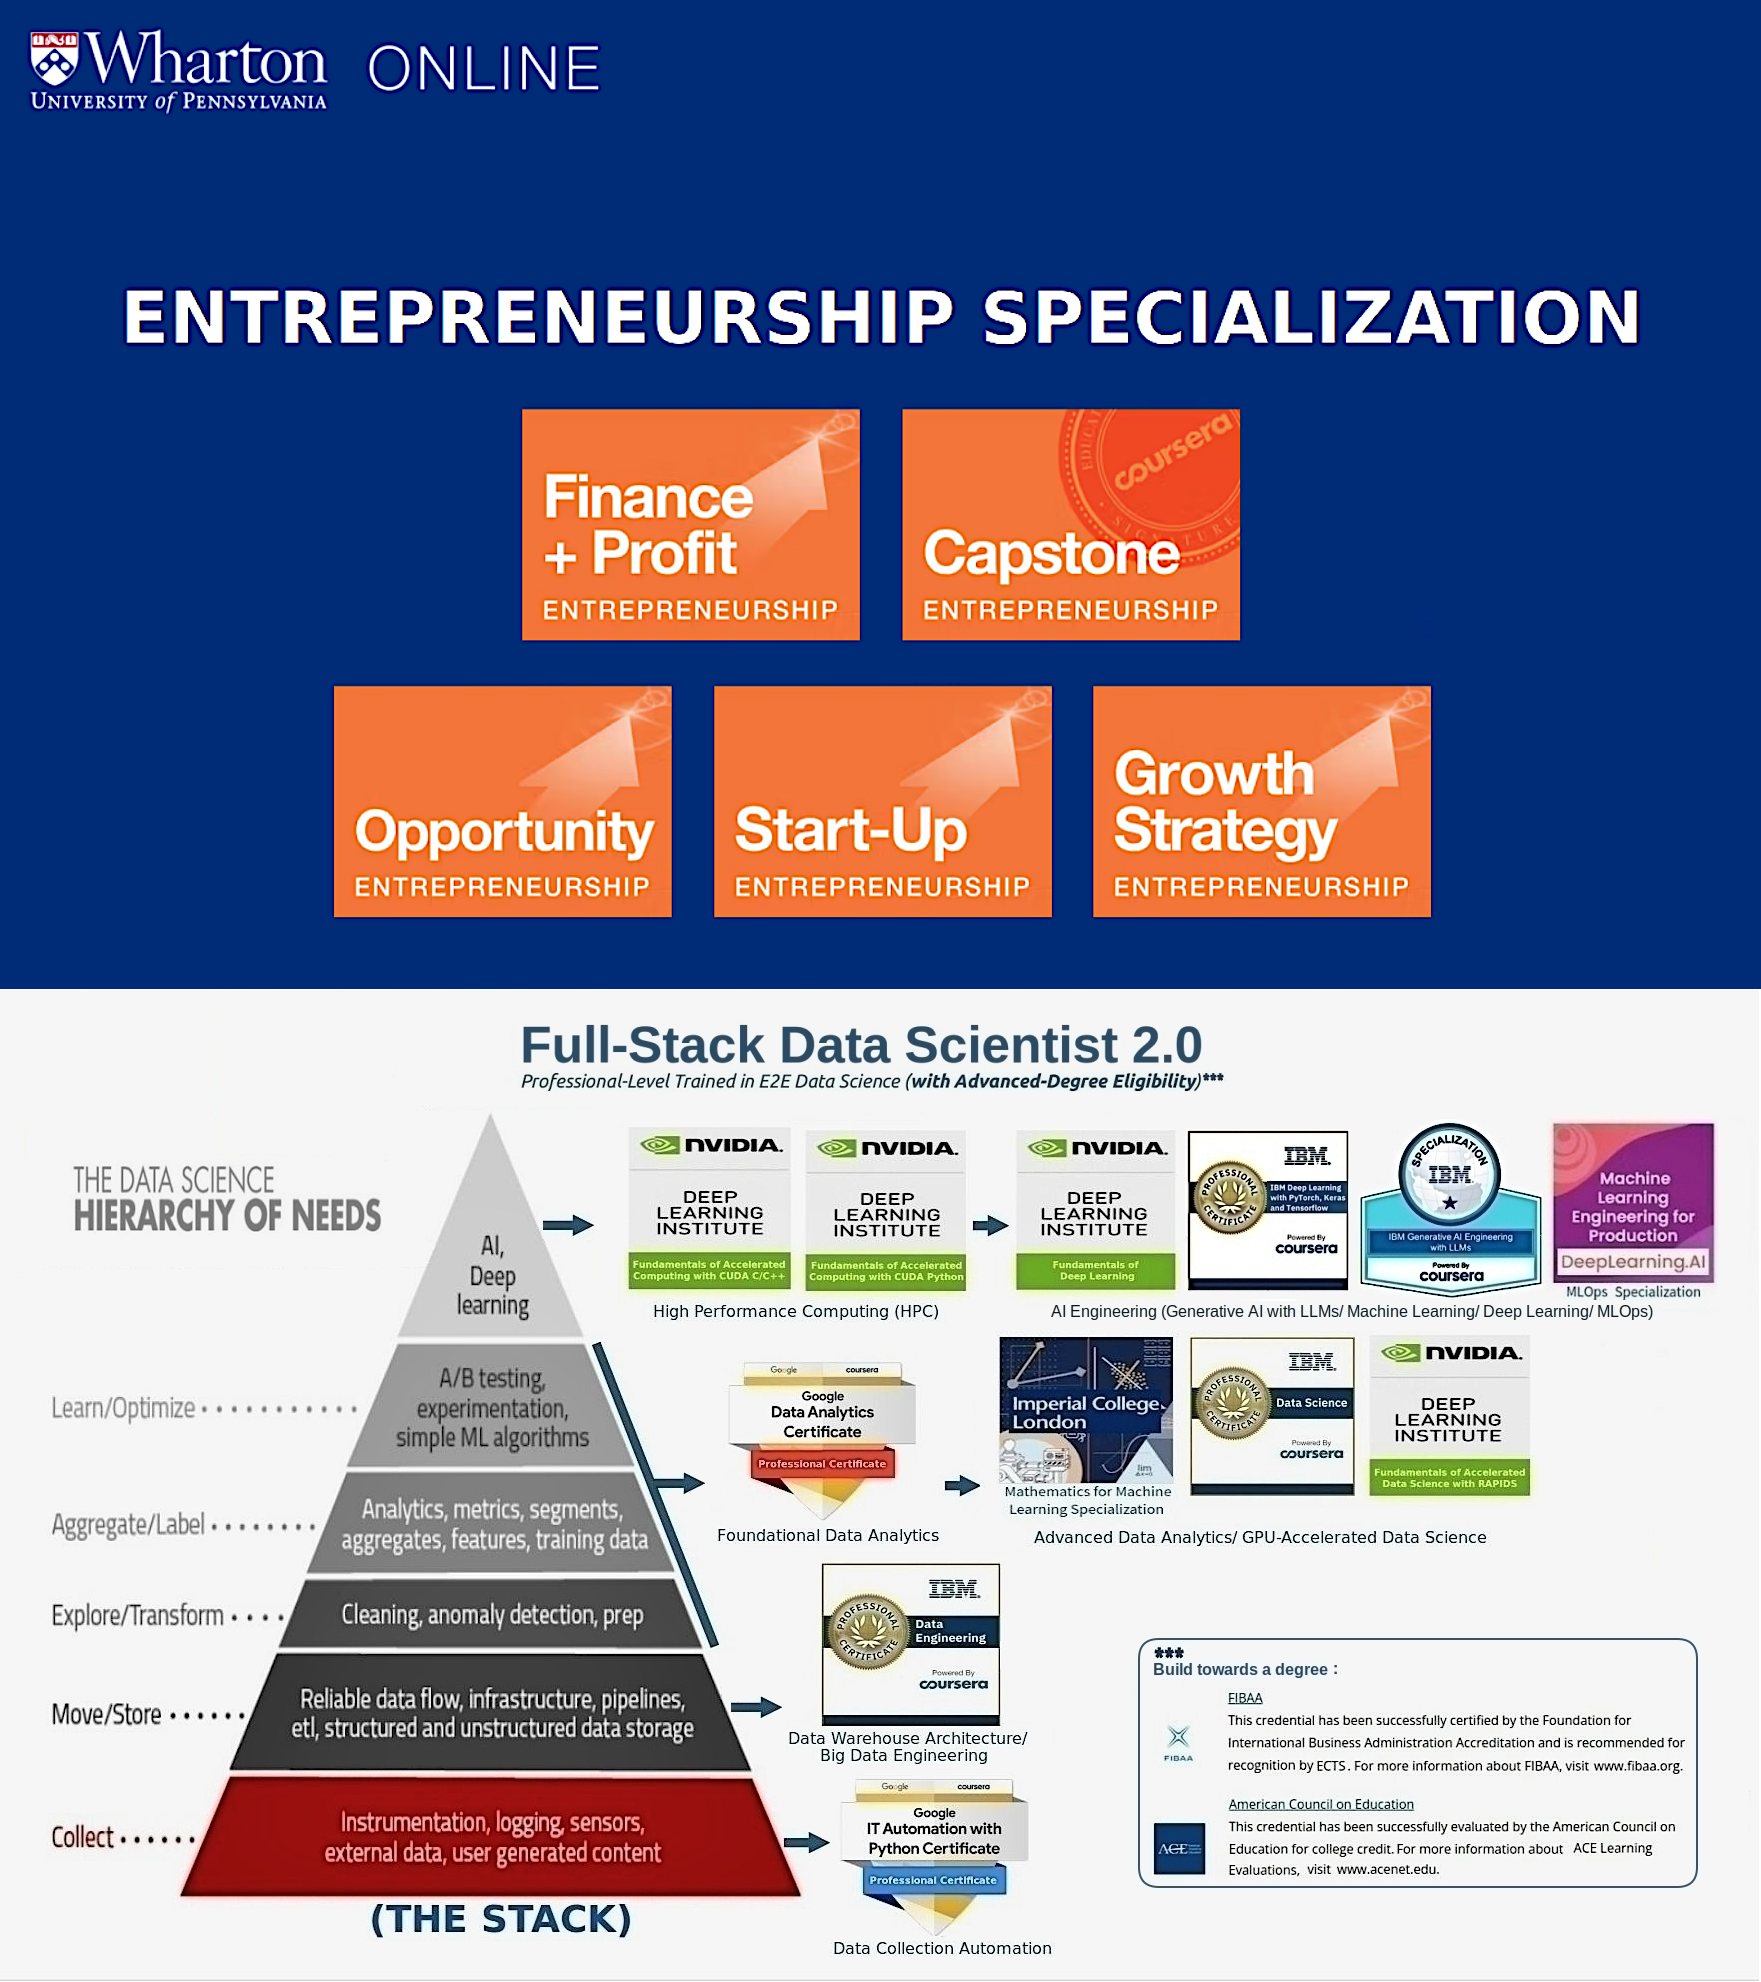 Wharton
UNIVERSITY of PENNSYLVANIA
ONLINE
ENTREPRENEURSHIP SPECIALIZATION
Finance
+ Profit
ENTREPRENEURSHIP
coursera
SIGNATURE
Capstone
ENTREPRENEURSHIP
Opportunity
ENTREPRENEURSHIP
Start-Up
ENTREPRENEURSHIP
Growth
Strategy
ENTREPRENEURSHIP
Full-Stack Data Scientist 2.0
Professional-Level Trained in E2E Data Science (with Advanced-Degree Eligibility)***
THE DATA SCIENCE
HIERARCHY OF NEEDS
AI,
Deep
learning
NVIDIA.
DEEP
LEARNING
INSTITUTE
Fundamentals of Accelerated
Computing with CUDA C/C++
NVIDIA.
DEEP
LEARNING
INSTITUTE
Fundamentals of Accelerated
Computing with CUDA Python
High Performance Computing (HPC)
NVIDIA.
DEEP
LEARNING
INSTITUTE
Fundamentals of
Deep Learning
IBM.
PROFESSIONAL
CERTIFICATE
IBM Deep Learning
with PyTorch, Keras
and Tensorflow
Powered By
coursera
SPECIALIZATION
IBM
IBM Generative AI Engineering
with LLMs
Powered By
coursera
Machine
Learning
Engineering for
Production
DeepLearning.AI
MLOps Specialization
AI Engineering (Generative AI with LLMs/ Machine Learning/ Deep Learning/ MLOps)
Learn/Optimize
A/B testing,
experimentation,
simple ML algorithms
Aggregate/Label
Analytics, metrics, segments,
aggregates, features, training data
Explore/Transform
Cleaning, anomaly detection, prep
Google
coursera
Google
Data Analytics
Certificate
Professional Certificate
Foundational Data Analytics
Imperial College
London
lim
Δx→0
Mathematics for Machine
Learning Specialization
IBM.
PROFESSIONAL
CERTIFICATE
Data Science
Powered By
coursera
NVIDIA.
DEEP
LEARNING
INSTITUTE
Fundamentals of Accelerated
Data Science with RAPIDS
Advanced Data Analytics/ GPU-Accelerated Data Science
Move/Store
Reliable data flow, infrastructure, pipelines,
etl, structured and unstructured data storage
IBM.
PROFESSIONAL
CERTIFICATE
Data
Engineering
Powered By
coursera
Data Warehouse Architecture/
Big Data Engineering
Collect
Instrumentation, logging, sensors,
external data, user generated content
(THE STACK)
Google
coursera
Google
IT Automation with
Python Certificate
Professional Certificate
Data Collection Automation
***
Build towards a degree :
FIBAA
FIBAA
This credential has been successfully certified by the Foundation for
International Business Administration Accreditation and is recommended for
recognition by ECTS. For more information about FIBAA, visit www.fibaa.org.
American Council on Education
ACE
This credential has been successfully evaluated by the American Council on
Education for college credit. For more information about ACE Learning
Evaluations, visit www.acenet.edu.